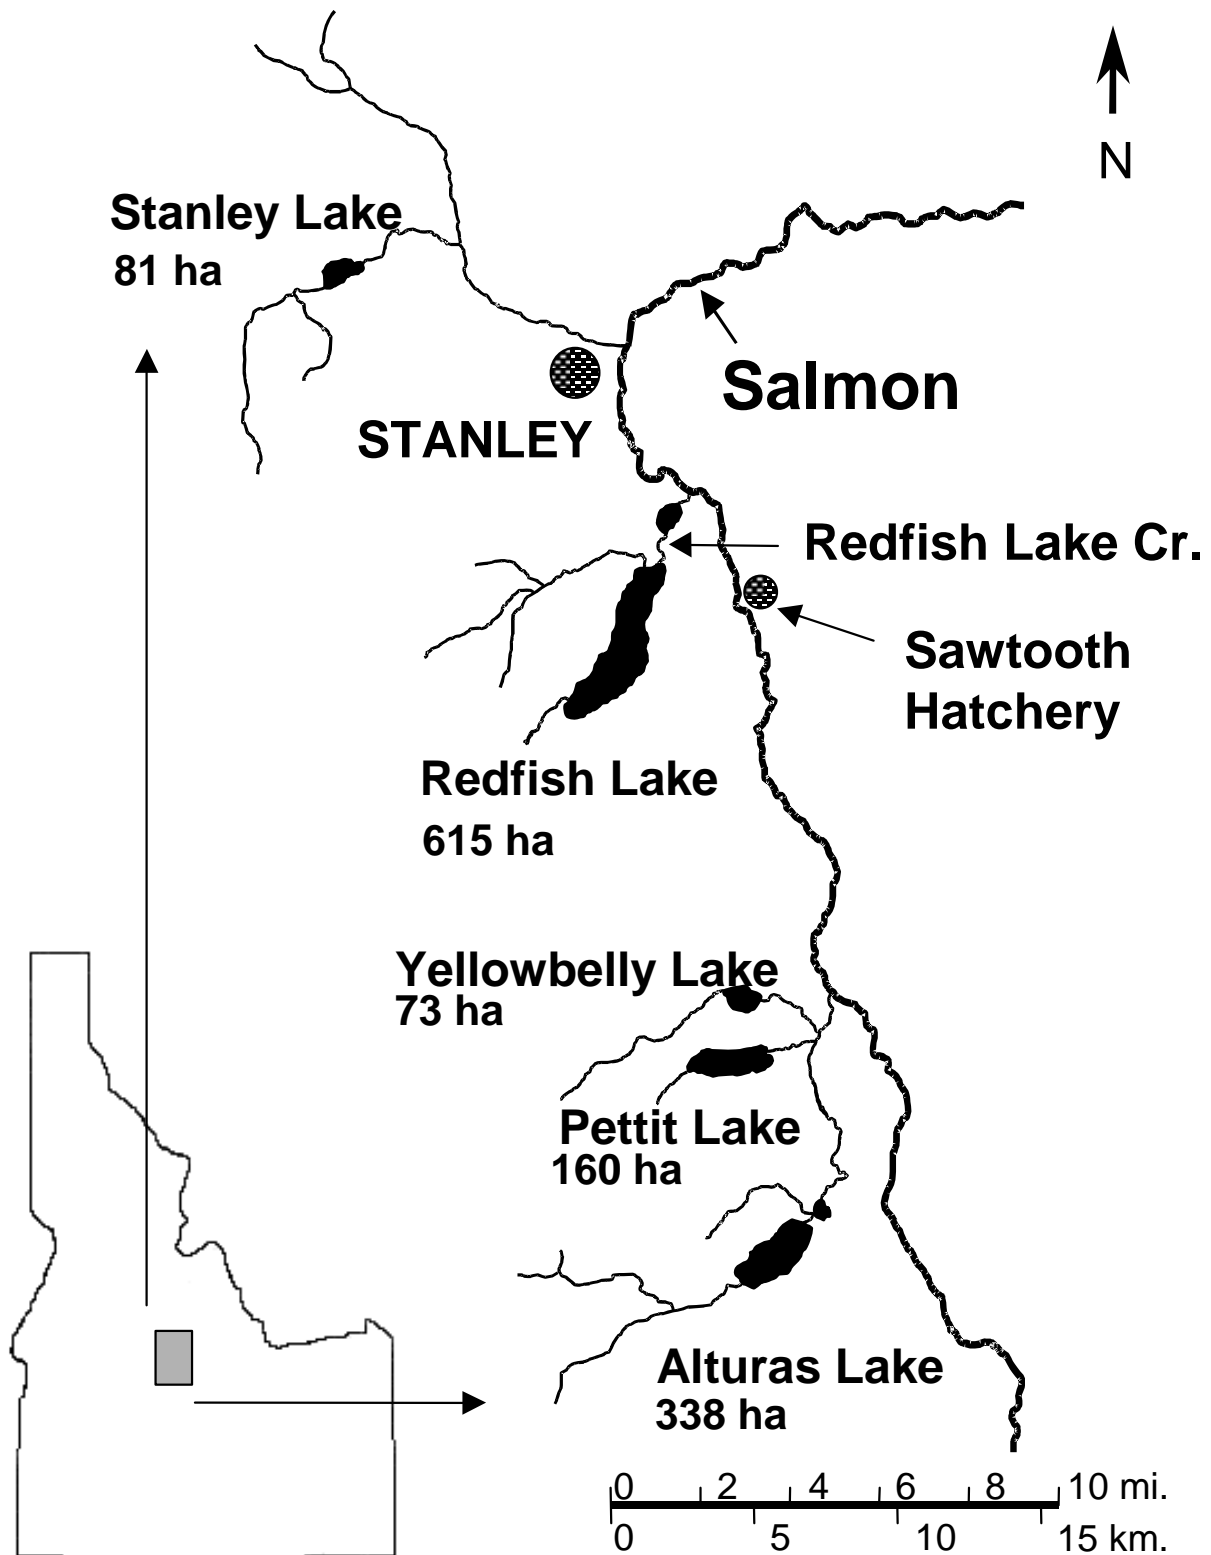 N
Stanley Lake
81 ha
Salmon
STANLEY
Redfish Lake Cr.
Sawtooth
Hatchery
Redfish Lake
615 ha
Yellowbelly Lake
73 ha
Pettit Lake
160 ha
Alturas Lake
338 ha
0 2 4 6 8 10 mi.
0 5 10 15 km.